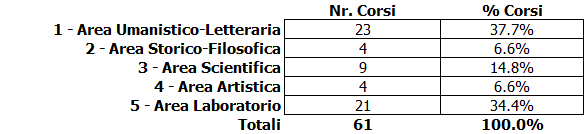 Nr. Corsi % Corsi
1 - Area Umanistico-Letteraria 23 37.7%
2 - Area Storico-Filosofica 4 6.6%
3 - Area Scientifica 9 14.8%
4 - Area Artistica 4 6.6%
5 - Area Laboratorio 21 34.4%
Totali 61 100.0%